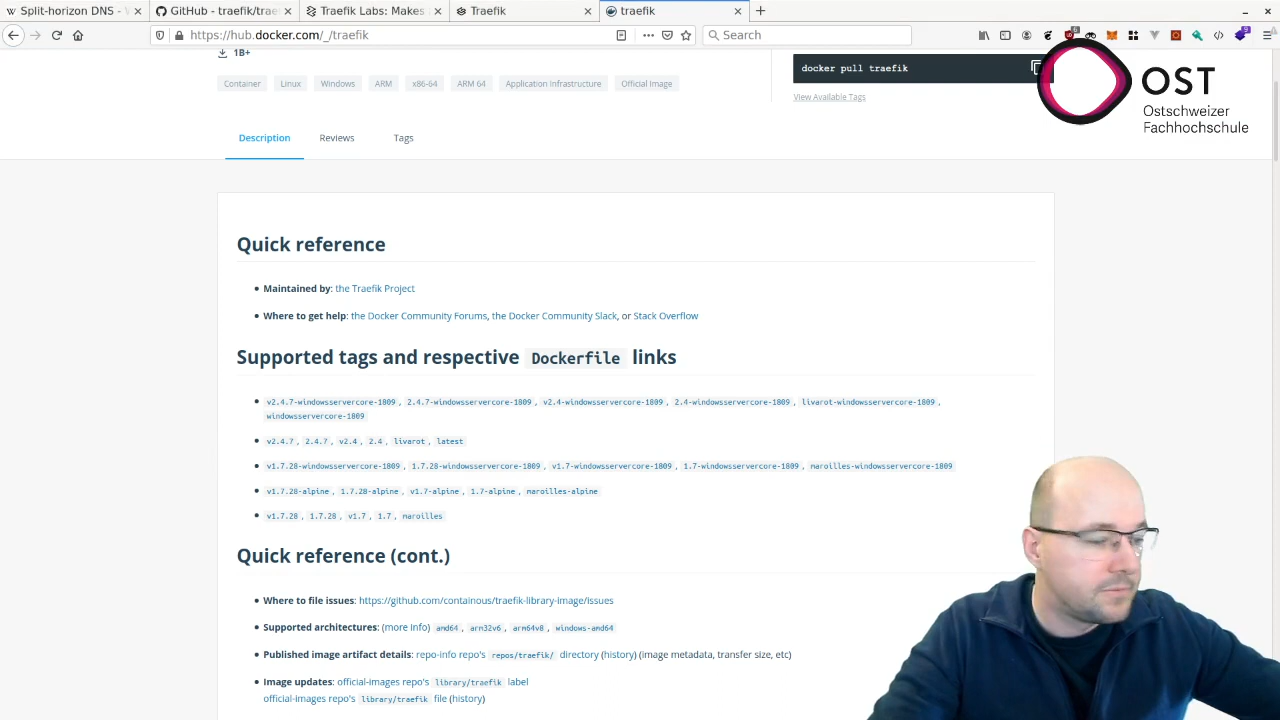 Split-horizon DNS - W
GitHub - traefik/trae
Traefik Labs: Makes
Traefik
traefik
https://hub.docker.com/_/traefik
Search
1B+
docker pull traefik
Container Linux Windows ARM x86-64 ARM 64 Application Infrastructure Official Image
View Available Tags
OST
Ostschweizer
Fachhochschule
Description Reviews Tags
Quick reference
Maintained by: the Traefik Project
Where to get help: the Docker Community Forums, the Docker Community Slack, or Stack Overflow
Supported tags and respective Dockerfile links
v2.4.7-windowsservercore-1809, 2.4.7-windowsservercore-1809, v2.4-windowsservercore-1809, 2.4-windowsservercore-1809, livarot-windowsservercore-1809,
windowsservercore-1809
v2.4.7, 2.4.7, v2.4, 2.4, livarot, latest
v1.7.28-windowsservercore-1809, 1.7.28-windowsservercore-1809, v1.7-windowsservercore-1809, 1.7-windowsservercore-1809, maroilles-windowsservercore-1809
v1.7.28-alpine, 1.7.28-alpine, v1.7-alpine, 1.7-alpine, maroilles-alpine
v1.7.28, 1.7.28, v1.7, 1.7, maroilles
Quick reference (cont.)
Where to file issues: https://github.com/containous/traefik-library-image/issues
Supported architectures: (more info) amd64, arm32v6, arm64v8, windows-amd64
Published image artifact details: repo-info repo's repos/traefik/ directory (history) (image metadata, transfer size, etc)
Image updates: official-images repo's library/traefik label
official-images repo's library/traefik file (history)